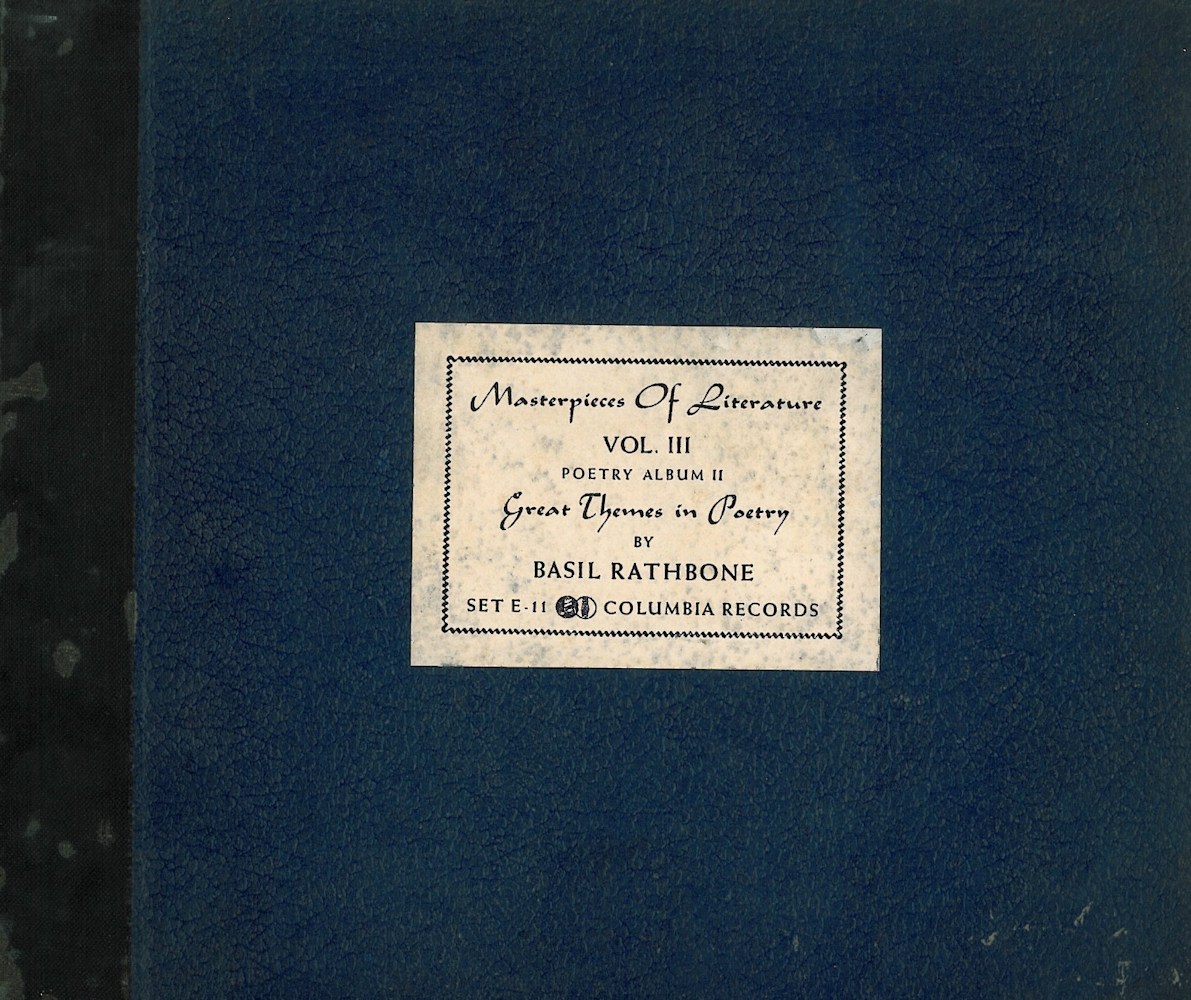 Masterpieces Of Literature
VOL. III
POETRY ALBUM II
Great Themes in Poetry
BY
BASIL RATHBONE
SET E-11 COLUMBIA RECORDS